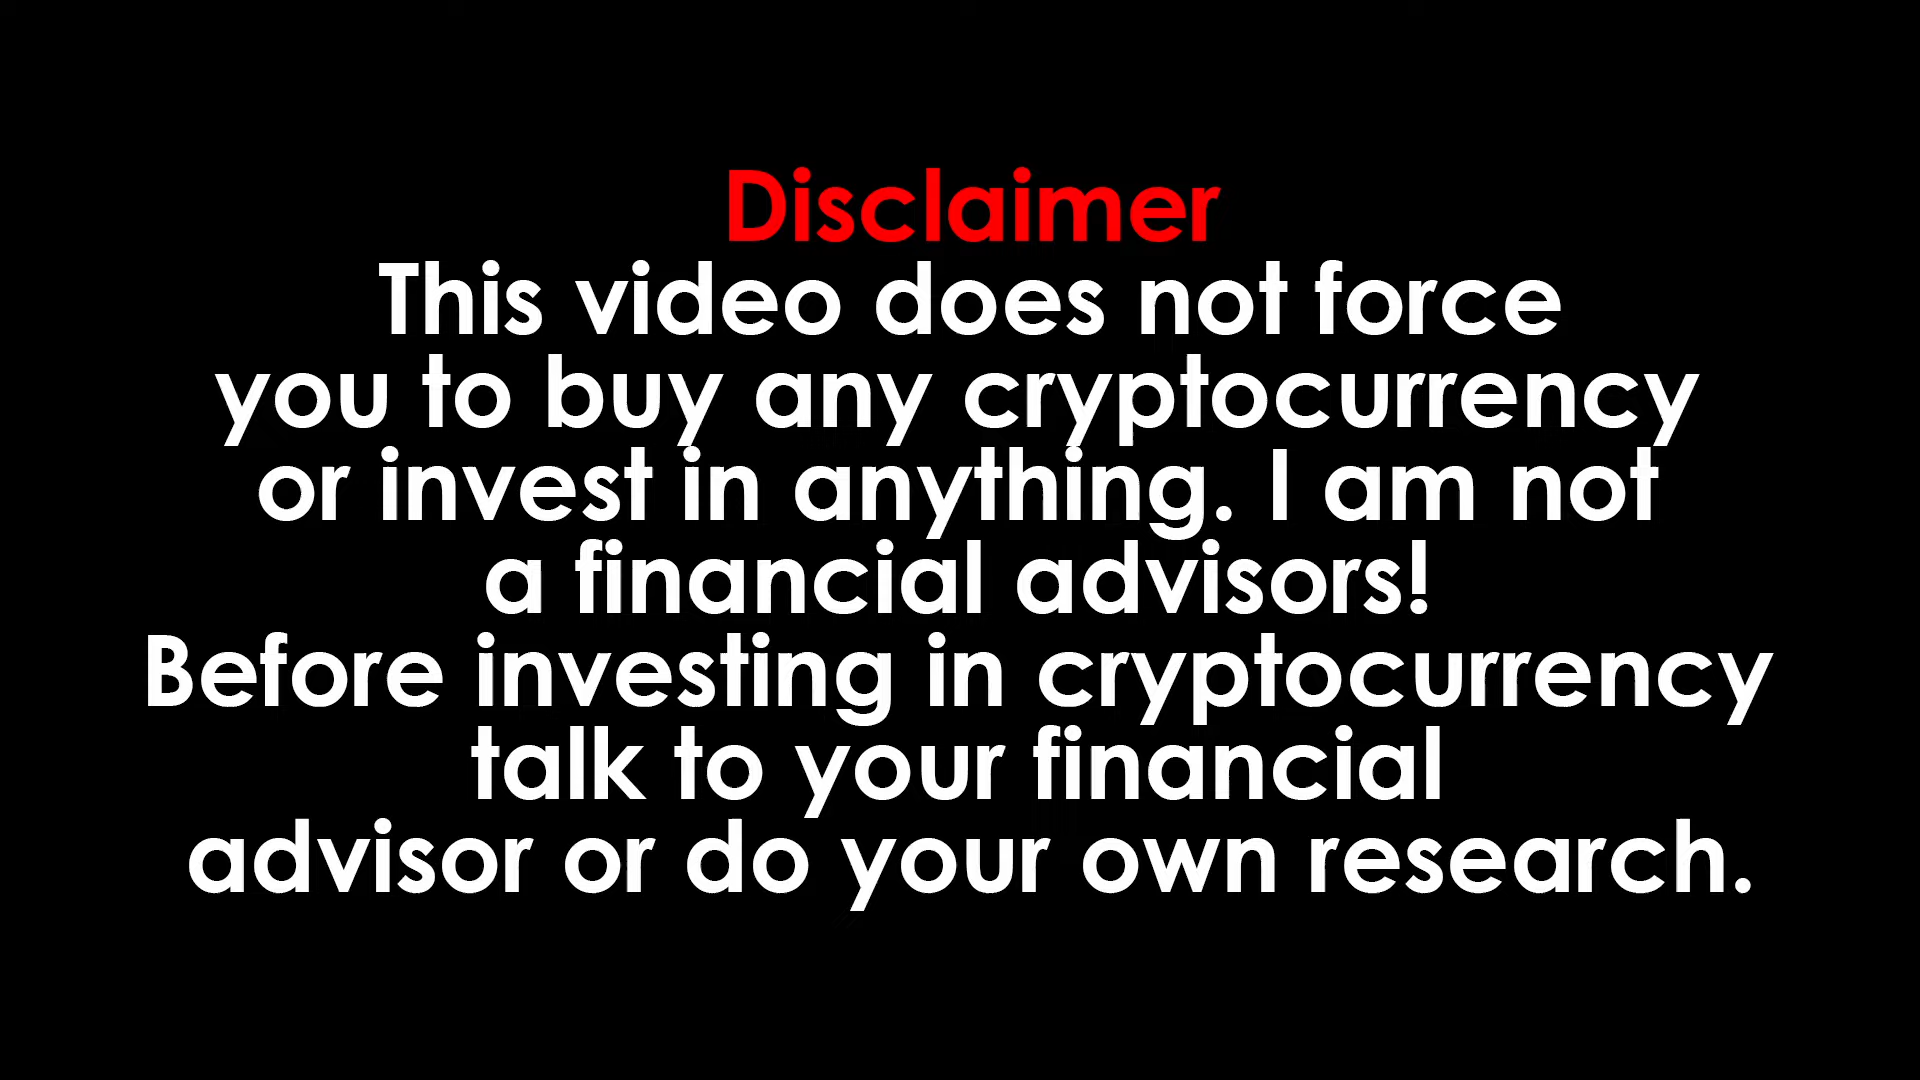 Disclaimer
This video does not force
you to buy any cryptocurrency
or invest in anything. I am not
a financial advisors!
Before investing in cryptocurrency
talk to your financial
advisor or do your own research.